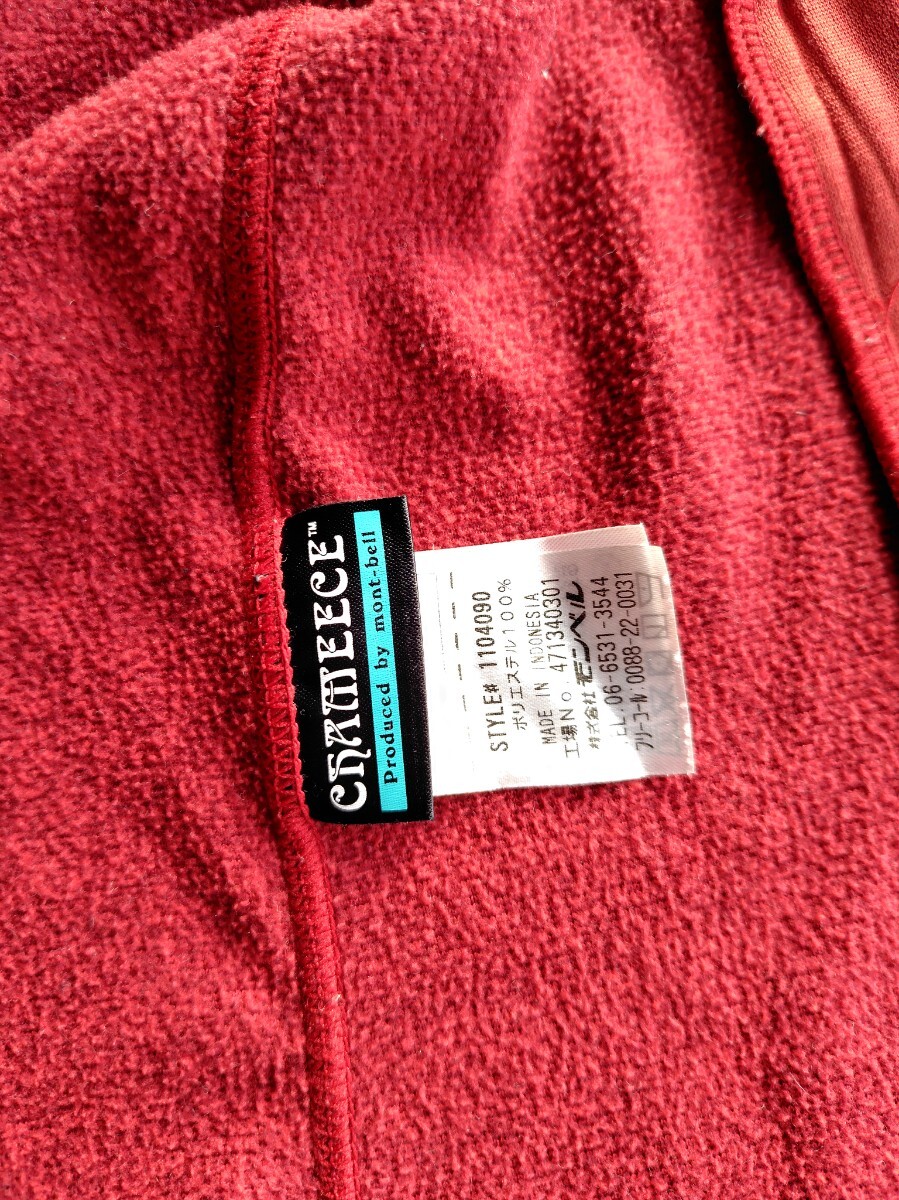 CHAMEECE™
Produced by mont-bell
STYLE# 1104090
ポリエステル100%
MADE IN INDONESIA
工場No. 471340301
株式会社モンベル
TEL.06-6531-3544
フリーコール:0088-22-0031